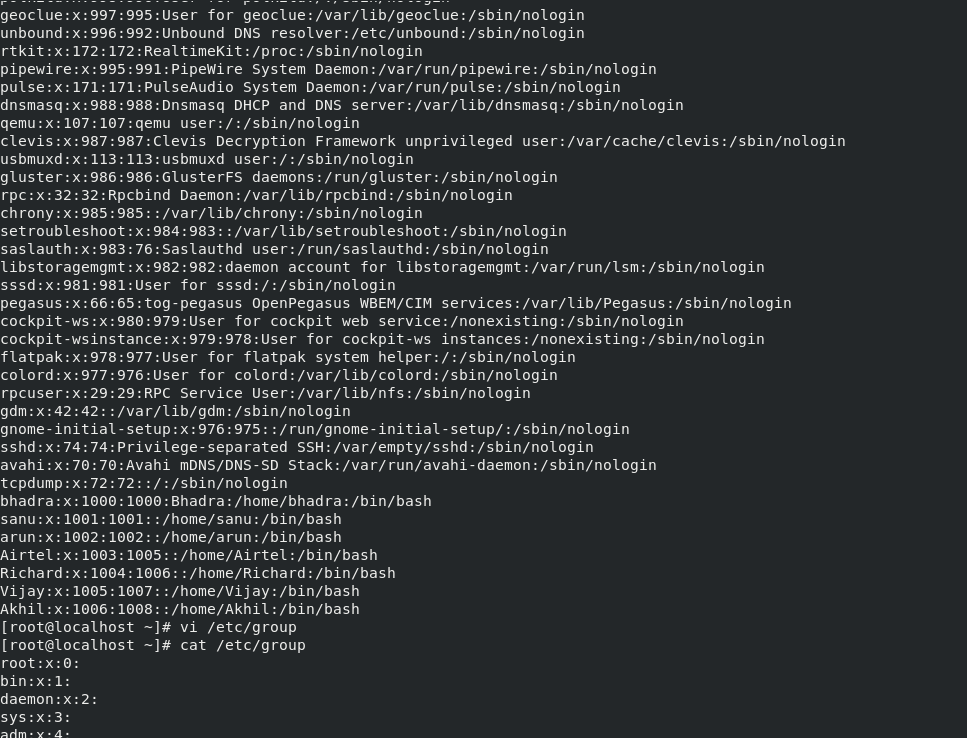 geoclue:x:997:995:User for geoclue:/var/lib/geoclue:/sbin/nologin
unbound:x:996:992:Unbound DNS resolver:/etc/unbound:/sbin/nologin
rtkit:x:172:172:RealtimeKit:/proc:/sbin/nologin
pipewire:x:995:991:PipeWire System Daemon:/var/run/pipewire:/sbin/nologin
pulse:x:171:171:PulseAudio System Daemon:/var/run/pulse:/sbin/nologin
dnsmasq:x:988:988:Dnsmasq DHCP and DNS server:/var/lib/dnsmasq:/sbin/nologin
qemu:x:107:107:qemu user:/:/sbin/nologin
clevis:x:987:987:Clevis Decryption Framework unprivileged user:/var/cache/clevis:/sbin/nologin
usbmuxd:x:113:113:usbmuxd user:/:/sbin/nologin
gluster:x:986:986:GlusterFS daemons:/run/gluster:/sbin/nologin
rpc:x:32:32:Rpcbind Daemon:/var/lib/rpcbind:/sbin/nologin
chrony:x:985:985::/var/lib/chrony:/sbin/nologin
setroubleshoot:x:984:983::/var/lib/setroubleshoot:/sbin/nologin
saslauth:x:983:76:Saslauthd user:/run/saslauthd:/sbin/nologin
libstoragemgmt:x:982:982:daemon account for libstoragemgmt:/var/run/lsm:/sbin/nologin
sssd:x:981:981:User for sssd:/:/sbin/nologin
pegasus:x:66:65:tog-pegasus OpenPegasus WBEM/CIM services:/var/lib/Pegasus:/sbin/nologin
cockpit-ws:x:980:979:User for cockpit web service:/nonexisting:/sbin/nologin
cockpit-wsinstance:x:979:978:User for cockpit-ws instances:/nonexisting:/sbin/nologin
flatpak:x:978:977:User for flatpak system helper:/:/sbin/nologin
colord:x:977:976:User for colord:/var/lib/colord:/sbin/nologin
rpcuser:x:29:29:RPC Service User:/var/lib/nfs:/sbin/nologin
gdm:x:42:42::/var/lib/gdm:/sbin/nologin
gnome-initial-setup:x:976:975::/run/gnome-initial-setup/:/sbin/nologin
sshd:x:74:74:Privilege-separated SSH:/var/empty/sshd:/sbin/nologin
avahi:x:70:70:Avahi mDNS/DNS-SD Stack:/var/run/avahi-daemon:/sbin/nologin
tcpdump:x:72:72::/:/sbin/nologin
bhadra:x:1000:1000:Bhadra:/home/bhadra:/bin/bash
sanu:x:1001:1001::/home/sanu:/bin/bash
arun:x:1002:1002::/home/arun:/bin/bash
Airtel:x:1003:1005::/home/Airtel:/bin/bash
Richard:x:1004:1006::/home/Richard:/bin/bash
Vijay:x:1005:1007::/home/Vijay:/bin/bash
Akhil:x:1006:1008::/home/Akhil:/bin/bash
[root@localhost ~]# vi /etc/group
[root@localhost ~]# cat /etc/group
root:x:0:
bin:x:1:
daemon:x:2:
sys:x:3:
adm:x:4: